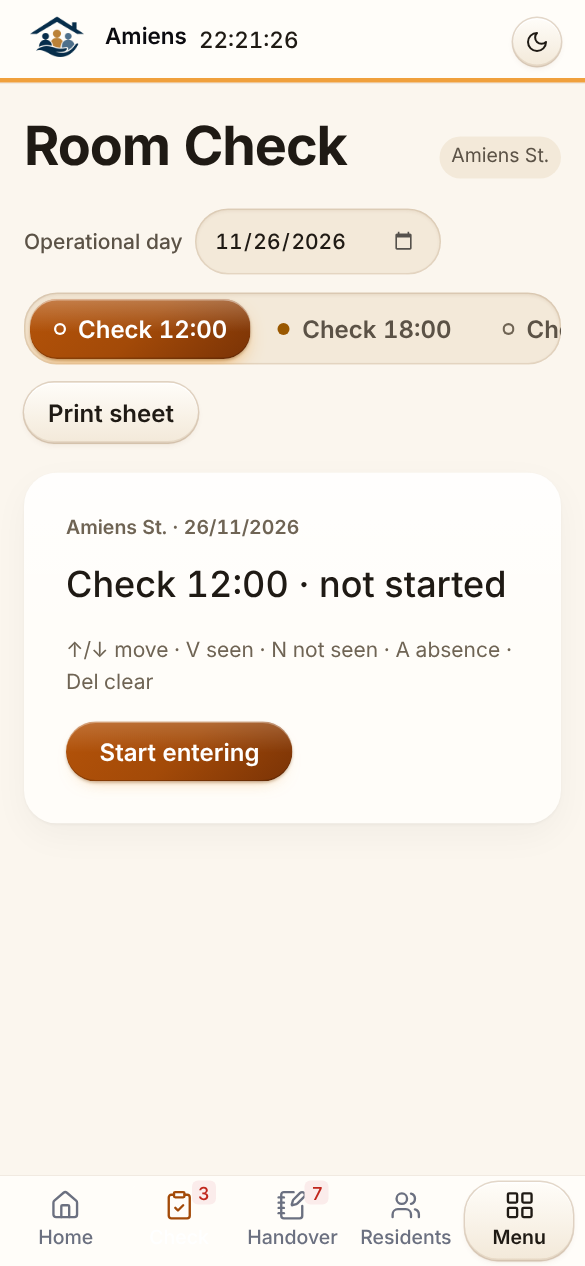 Amiens 22:21:26
Room Check
Amiens St.
Operational day 11/26/2026
Check 12:00 Check 18:00 Ch
Print sheet
Amiens St. · 26/11/2026
Check 12:00 · not started
↑/↓ move · V seen · N not seen · A absence ·
Del clear
Start entering
3 7
Home Handover Residents Menu